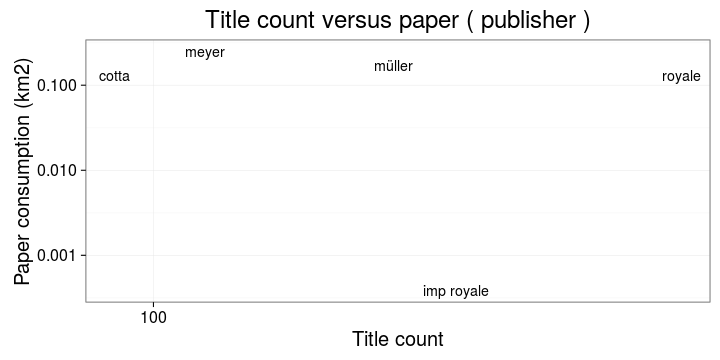 Title count versus paper ( publisher )
Paper consumption (km2)
meyer
müller
cotta
royale
0.100
0.010
0.001
imp royale
100
Title count